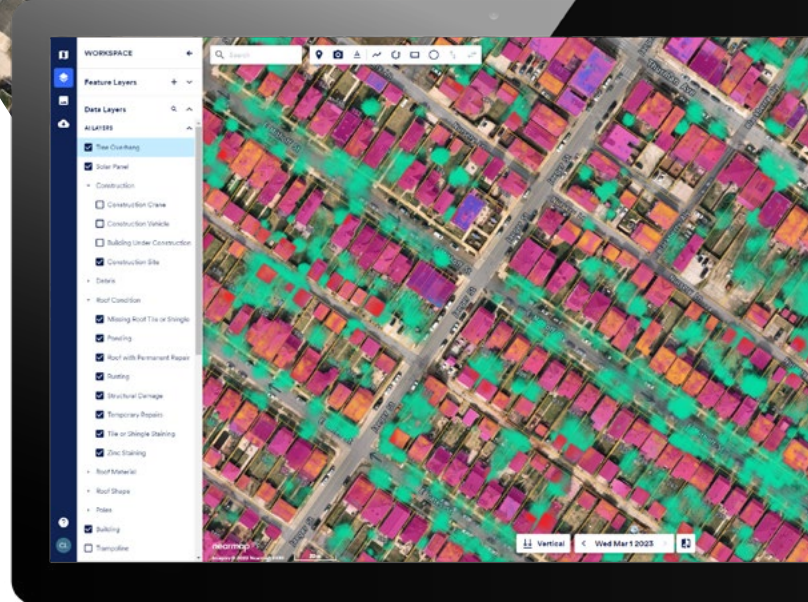 WORKSPACE
Search
Feature Layers
Data Layers
AI LAYERS
Tree Overhang
Solar Panel
Construction
Construction Crane
Construction Vehicle
Building Under Construction
Construction Site
Debris
Roof Condition
Missing Roof Tile or Shingle
Ponding
Roof with Permanent Repair
Rusting
Structural Damage
Temporary Repairs
Tile or Shingle Staining
Zinc Staining
Roof Material
Roof Shape
Poles
Building
Trampoline
CL
nearmap
Vertical
Wed Mar 1 2023